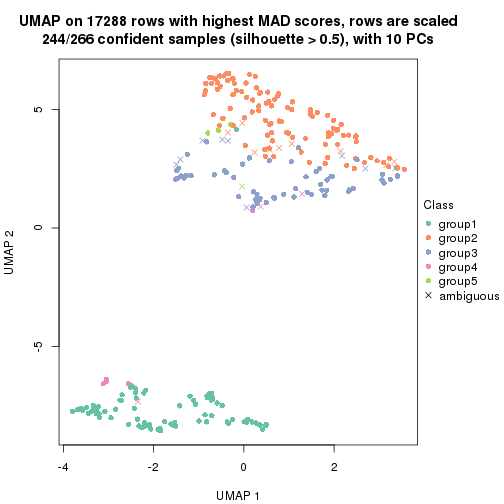 UMAP on 17288 rows with highest MAD scores, rows are scaled
244/266 confident samples (silhouette > 0.5), with 10 PCs
5
0
-5
UMAP 2
-4
-2
0
2
UMAP 1
Class
group1
group2
group3
group4
group5
ambiguous